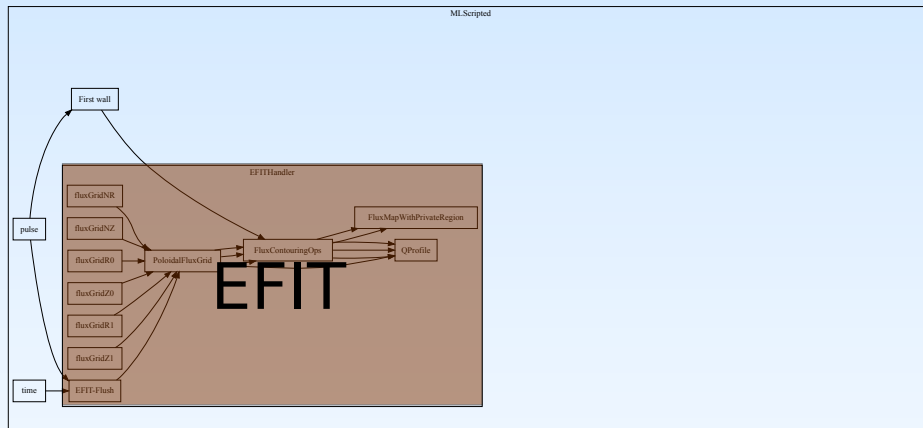 MLScripted
First wall
EFITHandler
fluxGridNR
FluxMapWithPrivateRegion
fluxGridNZ
pulse
FluxContouringOps
QProfile
fluxGridR0
PoloidalFluxGrid
EFIT
fluxGridZ0
fluxGridR1
fluxGridZ1
time
EFIT-Flush